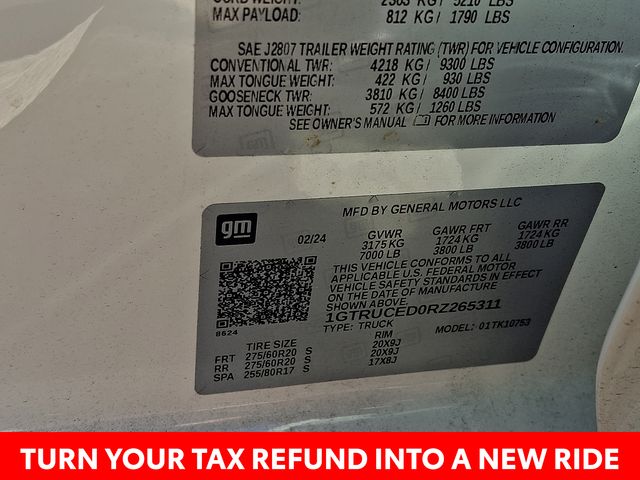 CURB WEIGHT: 2363 KG / 5210 LBS
MAX PAYLOAD: 812 KG / 1790 LBS
SAE J2807 TRAILER WEIGHT RATING (TWR) FOR VEHICLE CONFIGURATION.
CONVENTIONAL TWR: 4218 KG / 9300 LBS
MAX TONGUE WEIGHT: 422 KG / 930 LBS
GOOSENECK TWR: 3810 KG / 8400 LBS
MAX TONGUE WEIGHT: 572 KG / 1260 LBS
SEE OWNER'S MANUAL FOR MORE INFORMATION
gm
MFD BY GENERAL MOTORS LLC
02/24 GVWR GAWR FRT GAWR RR
3175 KG 1724 KG 1724 KG
7000 LB 3800 LB 3800 LB
THIS VEHICLE CONFORMS TO ALL
APPLICABLE U.S. FEDERAL MOTOR
VEHICLE SAFETY STANDARDS IN EFFECT
ON THE DATE OF MANUFACTURE
SHOWN ABOVE.
1GTRUCED0RZ265311
8624
TYPE: TRUCK MODEL: 01TK10753
TIRE SIZE RIM
FRT 275/60R20 S 20X9J
RR 275/60R20 S 20X9J
SPA 255/80R17 S 17X8J
TURN YOUR TAX REFUND INTO A NEW RIDE